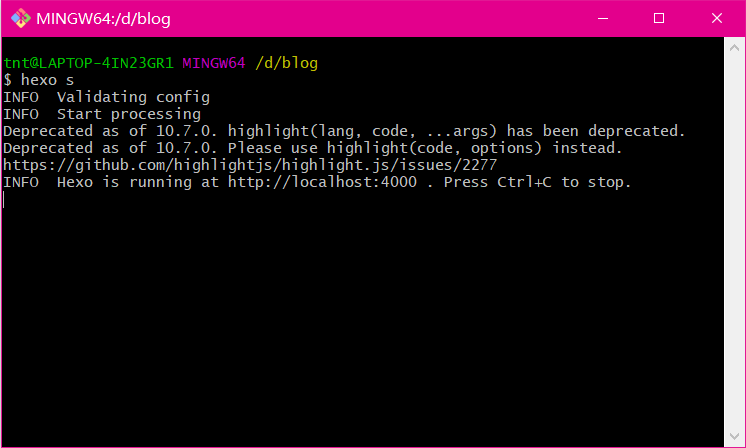 MINGW64:/d/blog
tnt@LAPTOP-4IN23GR1 MINGW64 /d/blog
$ hexo s
INFO  Validating config
INFO  Start processing
Deprecated as of 10.7.0. highlight(lang, code, ...args) has been deprecated.
Deprecated as of 10.7.0. Please use highlight(code, options) instead.
https://github.com/highlightjs/highlight.js/issues/2277
INFO  Hexo is running at http://localhost:4000 . Press Ctrl+C to stop.